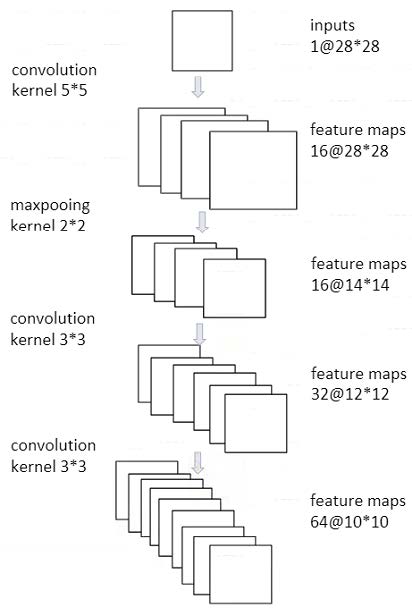 inputs
1@28*28
convolution
kernel 5*5
feature maps
16@28*28
maxpooing
kernel 2*2
feature maps
16@14*14
convolution
kernel 3*3
feature maps
32@12*12
convolution
kernel 3*3
feature maps
64@10*10